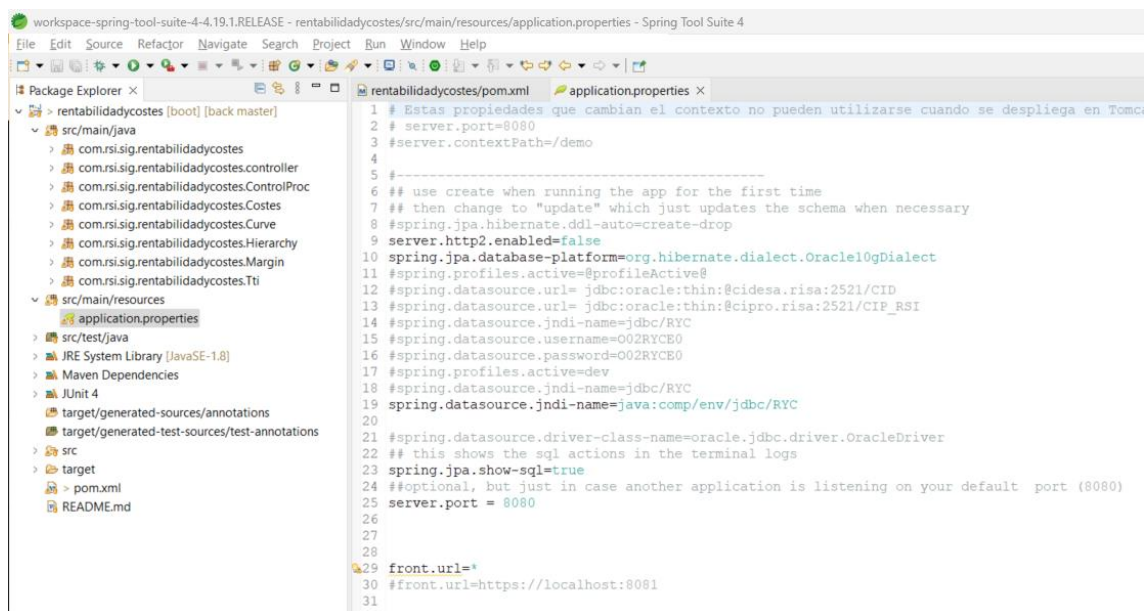 workspace-spring-tool-suite-4-4.19.1.RELEASE - rentabilidadycostes/src/main/resources/application.properties - Spring Tool Suite 4
File Edit Source Refactor Navigate Search Project Run Window Help
Package Explorer
rentabilidadycostes/pom.xml
application.properties
> rentabilidadycostes [boot] [back master]
src/main/java
com.rsi.sig.rentabilidadycostes
com.rsi.sig.rentabilidadycostes.controller
com.rsi.sig.rentabilidadycostes.ControlProc
com.rsi.sig.rentabilidadycostes.Costes
com.rsi.sig.rentabilidadycostes.Curve
com.rsi.sig.rentabilidadycostes.Hierarchy
com.rsi.sig.rentabilidadycostes.Margin
com.rsi.sig.rentabilidadycostes.Tti
src/main/resources
application.properties
src/test/java
JRE System Library [JavaSE-1.8]
Maven Dependencies
JUnit 4
target/generated-sources/annotations
target/generated-test-sources/test-annotations
src
target
> pom.xml
README.md
1 # Estas propiedades que cambian el contexto no pueden utilizarse cuando se despliega en Tomca
2 # server.port=8080
3 #server.contextPath=/demo
4
5 #---------------------------------------------
6 ## use create when running the app for the first time
7 ## then change to "update" which just updates the schema when necessary
8 #spring.jpa.hibernate.ddl-auto=create-drop
9 server.http2.enabled=false
10 spring.jpa.database-platform=org.hibernate.dialect.Oracle10gDialect
11 #spring.profiles.active=@profileActive@
12 #spring.datasource.url= jdbc:oracle:thin:@cidesa.risa:2521/CID
13 #spring.datasource.url= jdbc:oracle:thin:@cipro.risa:2521/CIP_RSI
14 #spring.datasource.jndi-name=jdbc/RYC
15 #spring.datasource.username=O02RYCE0
16 #spring.datasource.password=O02RYCE0
17 #spring.profiles.active=dev
18 #spring.datasource.jndi-name=jdbc/RYC
19 spring.datasource.jndi-name=java:comp/env/jdbc/RYC
20
21 #spring.datasource.driver-class-name=oracle.jdbc.driver.OracleDriver
22 ## this shows the sql actions in the terminal logs
23 spring.jpa.show-sql=true
24 ##optional, but just in case another application is listening on your default  port (8080)
25 server.port = 8080
26
27
28
29 front.url=*
30 #front.url=https://localhost:8081
31